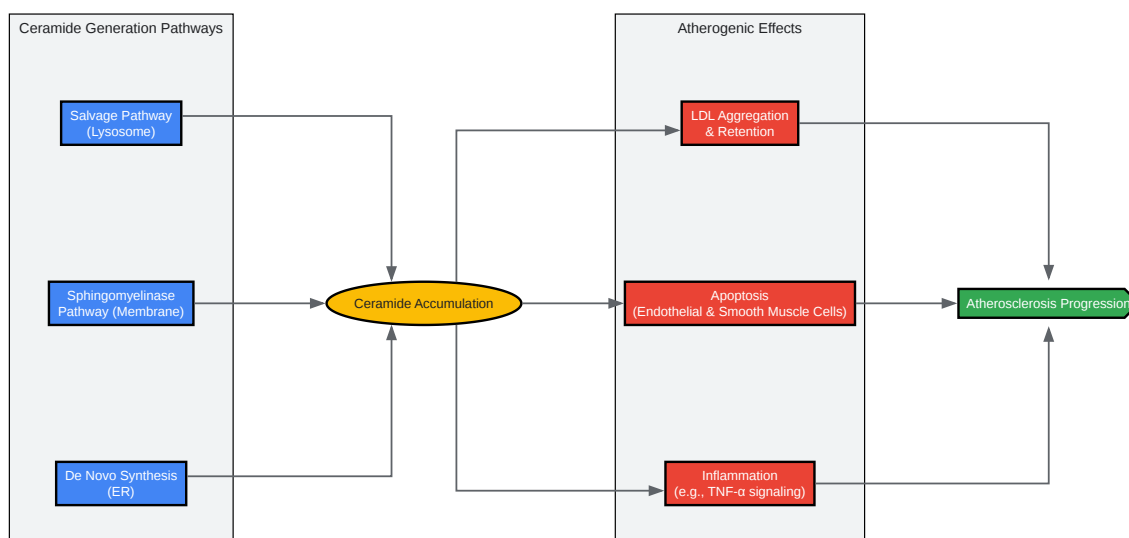 Ceramide Generation Pathways
Salvage Pathway
(Lysosome)
Sphingomyelinase
Pathway (Membrane)
De Novo Synthesis
(ER)
Ceramide Accumulation
Atherogenic Effects
LDL Aggregation
& Retention
Apoptosis
(Endothelial & Smooth Muscle Cells)
Inflammation
(e.g., TNF-α signaling)
Atherosclerosis Progression